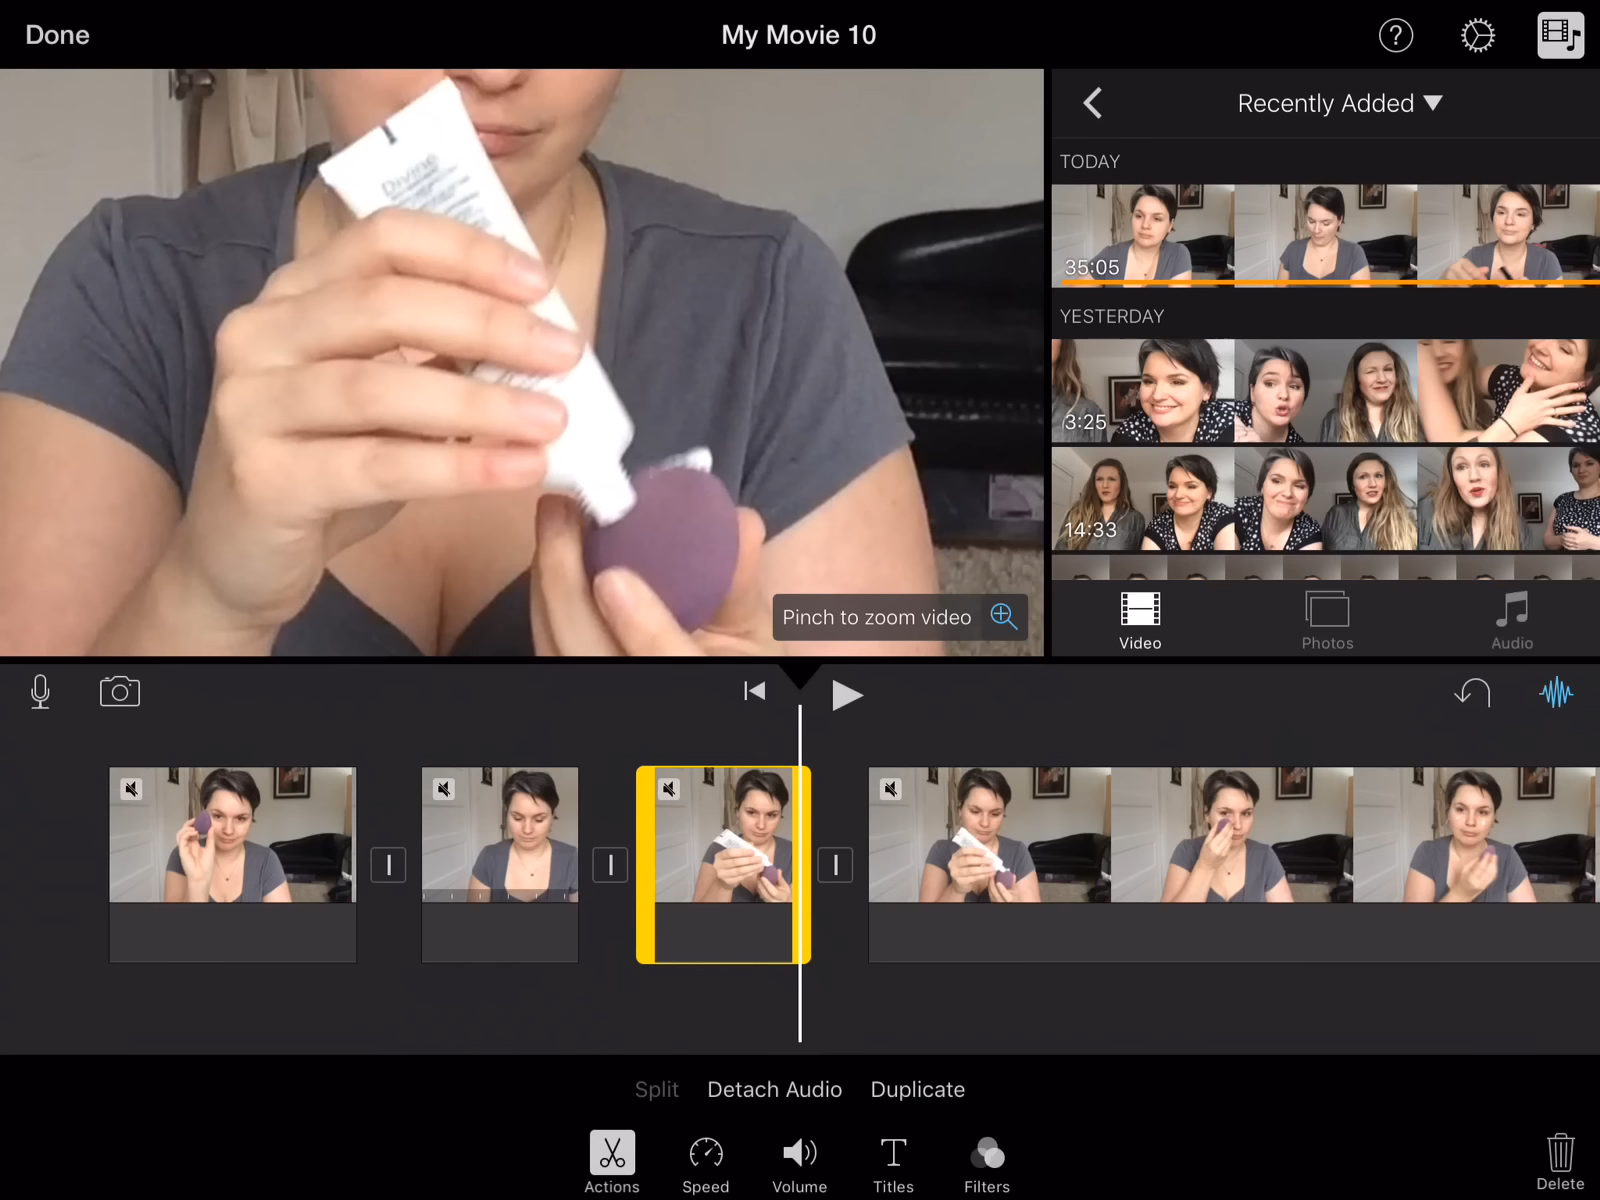 Done
My Movie 10
?
Recently Added
TODAY
35:05
YESTERDAY
3:25
14:33
Divine
Pinch to zoom video
Video
Photos
Audio
Split
Detach Audio
Duplicate
Actions
Speed
Volume
Titles
Filters
Delete